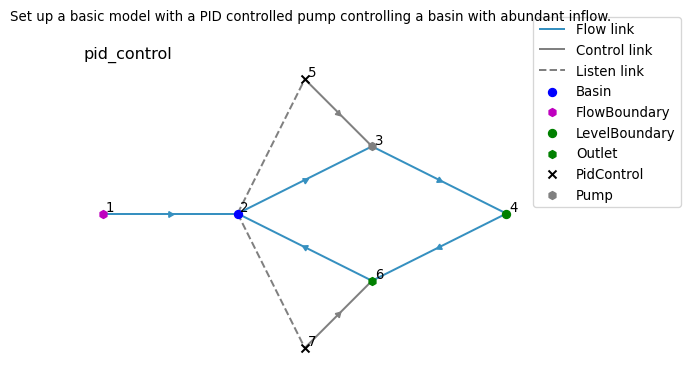 Set up a basic model with a PID controlled pump controlling a basin with abundant inflow.
pid_control
Flow link
Control link
Listen link
Basin
FlowBoundary
LevelBoundary
Outlet
PidControl
Pump
5
3
1
2
4
6
7